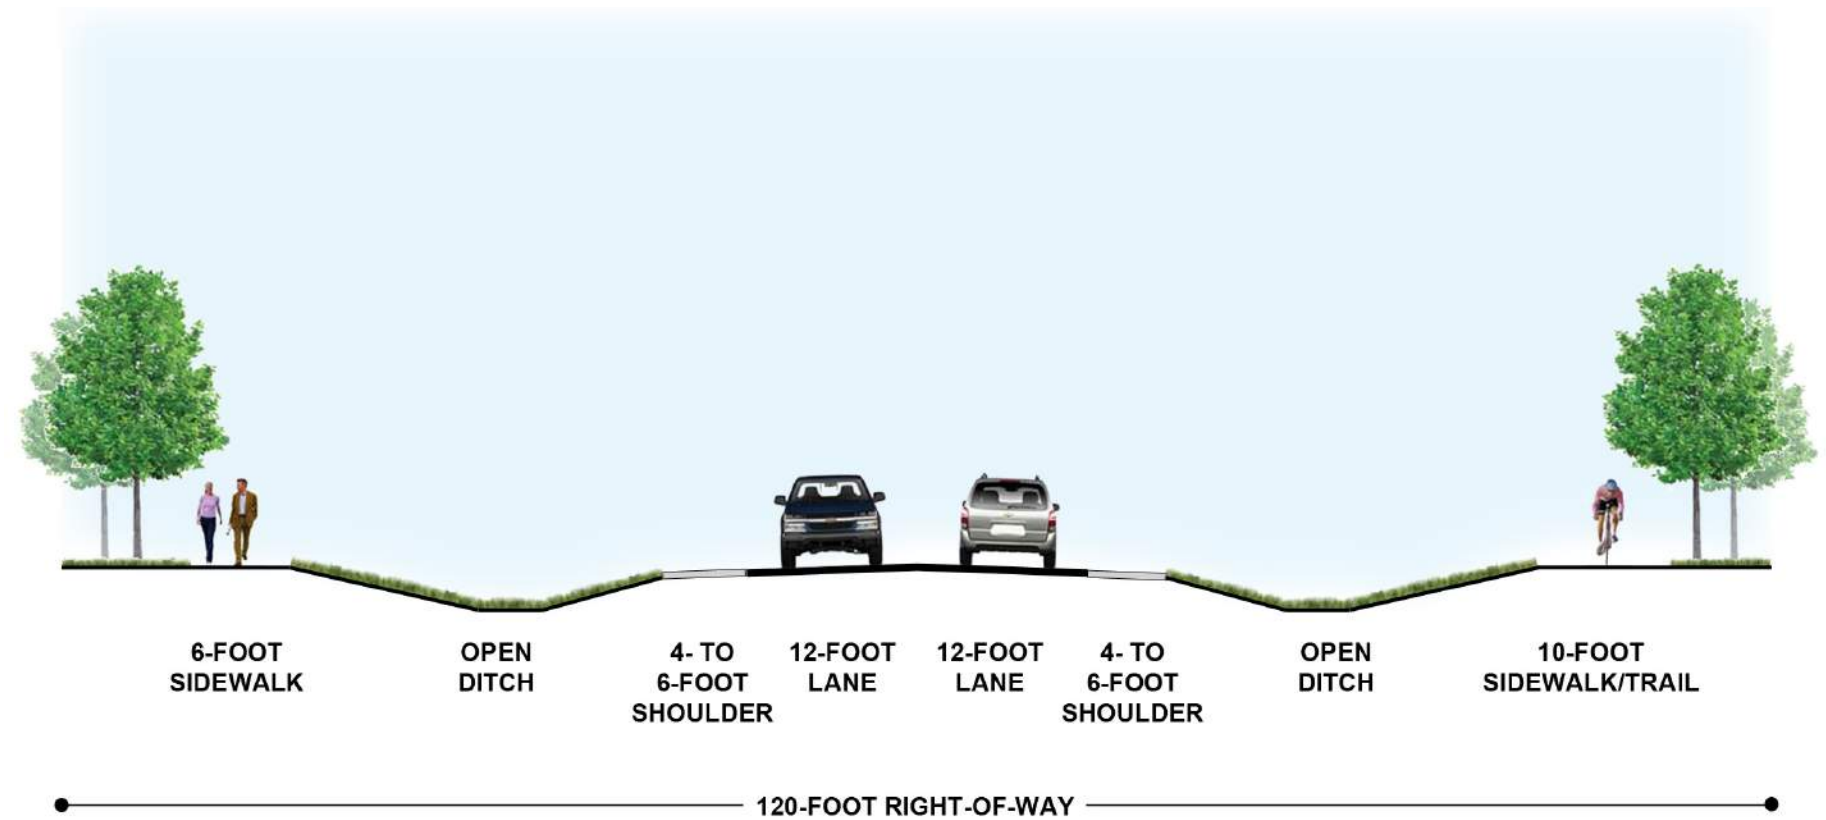 6-FOOT
SIDEWALK
OPEN
DITCH
4- TO
6-FOOT
SHOULDER
12-FOOT
LANE
12-FOOT
LANE
4- TO
6-FOOT
SHOULDER
OPEN
DITCH
10-FOOT
SIDEWALK/TRAIL
120-FOOT RIGHT-OF-WAY